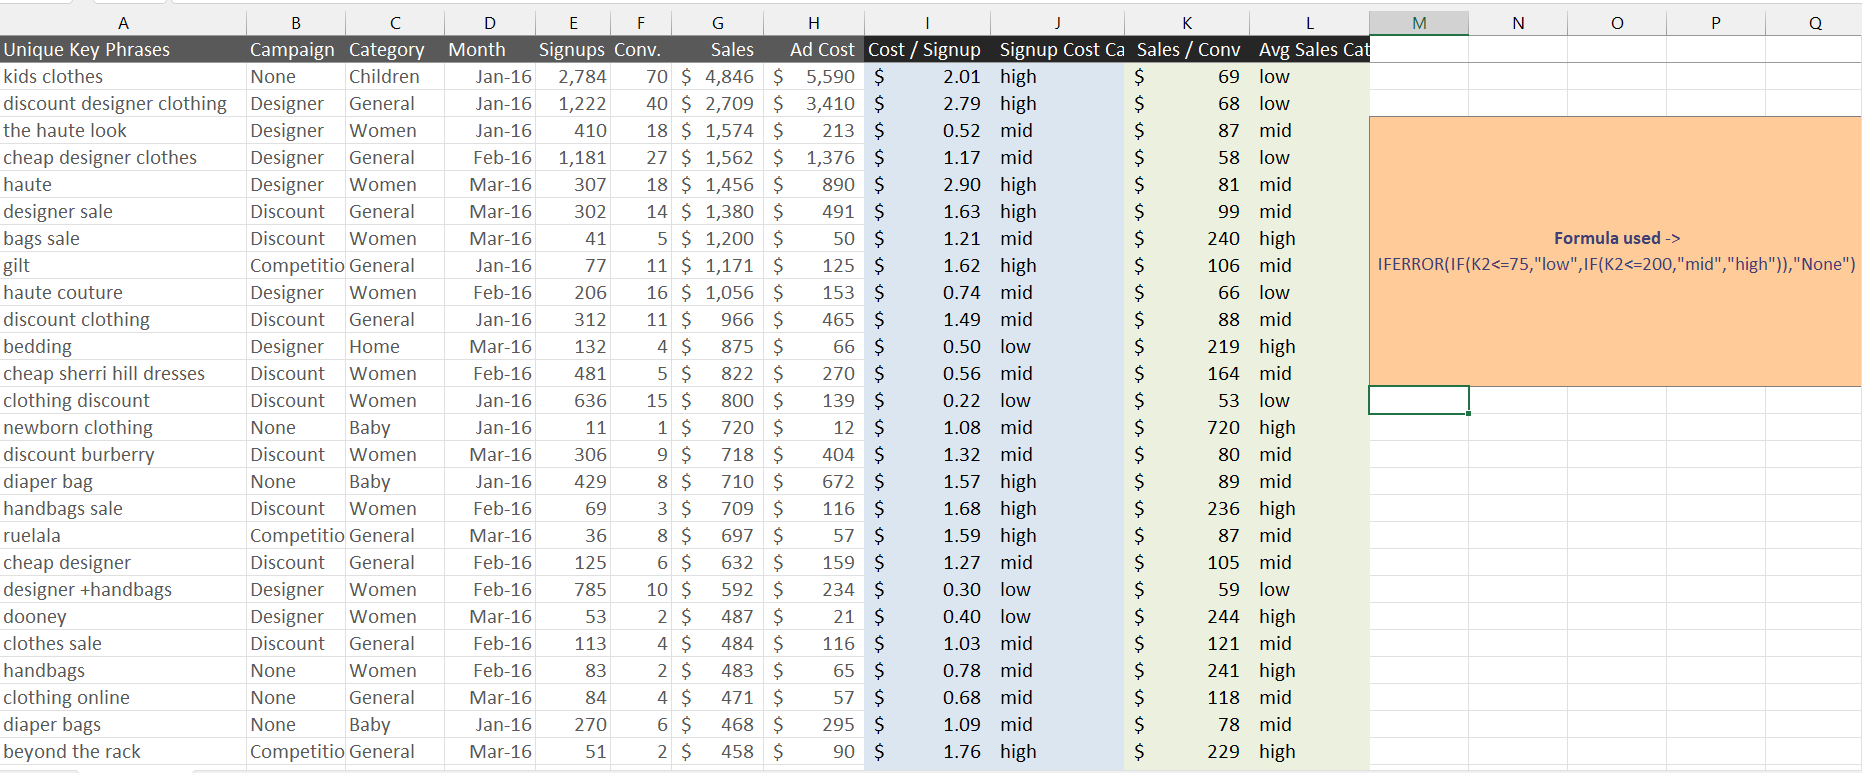 A B C D E F G H I J K L M N O P Q
Unique Key Phrases Campaign Category Month Signups Conv. Sales Ad Cost Cost / Signup Signup Cost Ca Sales / Conv Avg Sales Cat
kids clothes None Children Jan-16 2,784 70 $ 4,846 $ 5,590 $ 2.01 high $ 69 low
discount designer clothing Designer General Jan-16 1,222 40 $ 2,709 $ 3,410 $ 2.79 high $ 68 low
the haute look Designer Women Jan-16 410 18 $ 1,574 $ 213 $ 0.52 mid $ 87 mid
cheap designer clothes Designer General Feb-16 1,181 27 $ 1,562 $ 1,376 $ 1.17 mid $ 58 low
haute Designer Women Mar-16 307 18 $ 1,456 $ 890 $ 2.90 high $ 81 mid
designer sale Discount General Mar-16 302 14 $ 1,380 $ 491 $ 1.63 high $ 99 mid
bags sale Discount Women Mar-16 41 5 $ 1,200 $ 50 $ 1.21 mid $ 240 high Formula used ->
gilt Competitio General Jan-16 77 11 $ 1,171 $ 125 $ 1.62 high $ 106 mid IFERROR(IF(K2<=75,"low",IF(K2<=200,"mid","high")),"None")
haute couture Designer Women Feb-16 206 16 $ 1,056 $ 153 $ 0.74 mid $ 66 low
discount clothing Discount General Jan-16 312 11 $ 966 $ 465 $ 1.49 mid $ 88 mid
bedding Designer Home Mar-16 132 4 $ 875 $ 66 $ 0.50 low $ 219 high
cheap sherri hill dresses Discount Women Feb-16 481 5 $ 822 $ 270 $ 0.56 mid $ 164 mid
clothing discount Discount Women Jan-16 636 15 $ 800 $ 139 $ 0.22 low $ 53 low
newborn clothing None Baby Jan-16 11 1 $ 720 $ 12 $ 1.08 mid $ 720 high
discount burberry Discount Women Mar-16 306 9 $ 718 $ 404 $ 1.32 mid $ 80 mid
diaper bag None Baby Jan-16 429 8 $ 710 $ 672 $ 1.57 high $ 89 mid
handbags sale Discount Women Feb-16 69 3 $ 709 $ 116 $ 1.68 high $ 236 high
ruelala Competitio General Mar-16 36 8 $ 697 $ 57 $ 1.59 high $ 87 mid
cheap designer Discount General Feb-16 125 6 $ 632 $ 159 $ 1.27 mid $ 105 mid
designer +handbags Designer Women Feb-16 785 10 $ 592 $ 234 $ 0.30 low $ 59 low
dooney Designer Women Mar-16 53 2 $ 487 $ 21 $ 0.40 low $ 244 high
clothes sale Discount General Feb-16 113 4 $ 484 $ 116 $ 1.03 mid $ 121 mid
handbags None Women Feb-16 83 2 $ 483 $ 65 $ 0.78 mid $ 241 high
clothing online None General Mar-16 84 4 $ 471 $ 57 $ 0.68 mid $ 118 mid
diaper bags None Baby Jan-16 270 6 $ 468 $ 295 $ 1.09 mid $ 78 mid
beyond the rack Competitio General Mar-16 51 2 $ 458 $ 90 $ 1.76 high $ 229 high